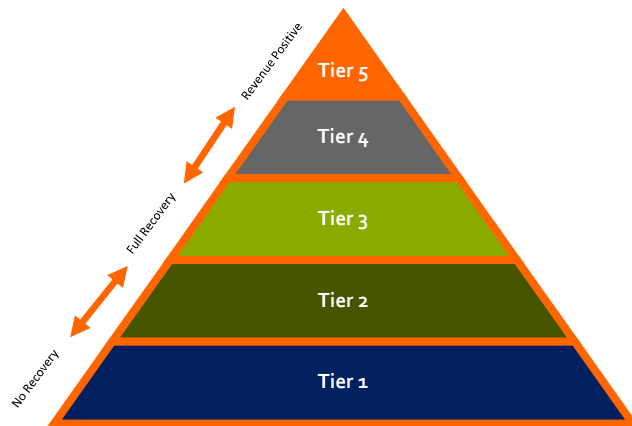 Revenue Positive
Tier 5
Tier 4
Full Recovery
Tier 3
Tier 2
No Recovery
Tier 1